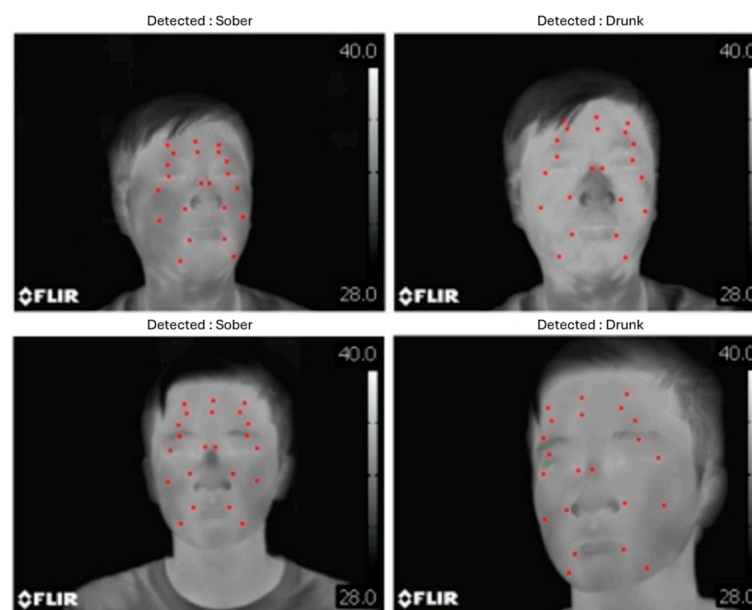 Detected : Sober
Detected : Drunk
40.0
40.0
FLIR
28.0
FLIR
28.0
Detected : Sober
Detected : Drunk
40.0
40.0
FLIR
28.0
FLIR
28.0